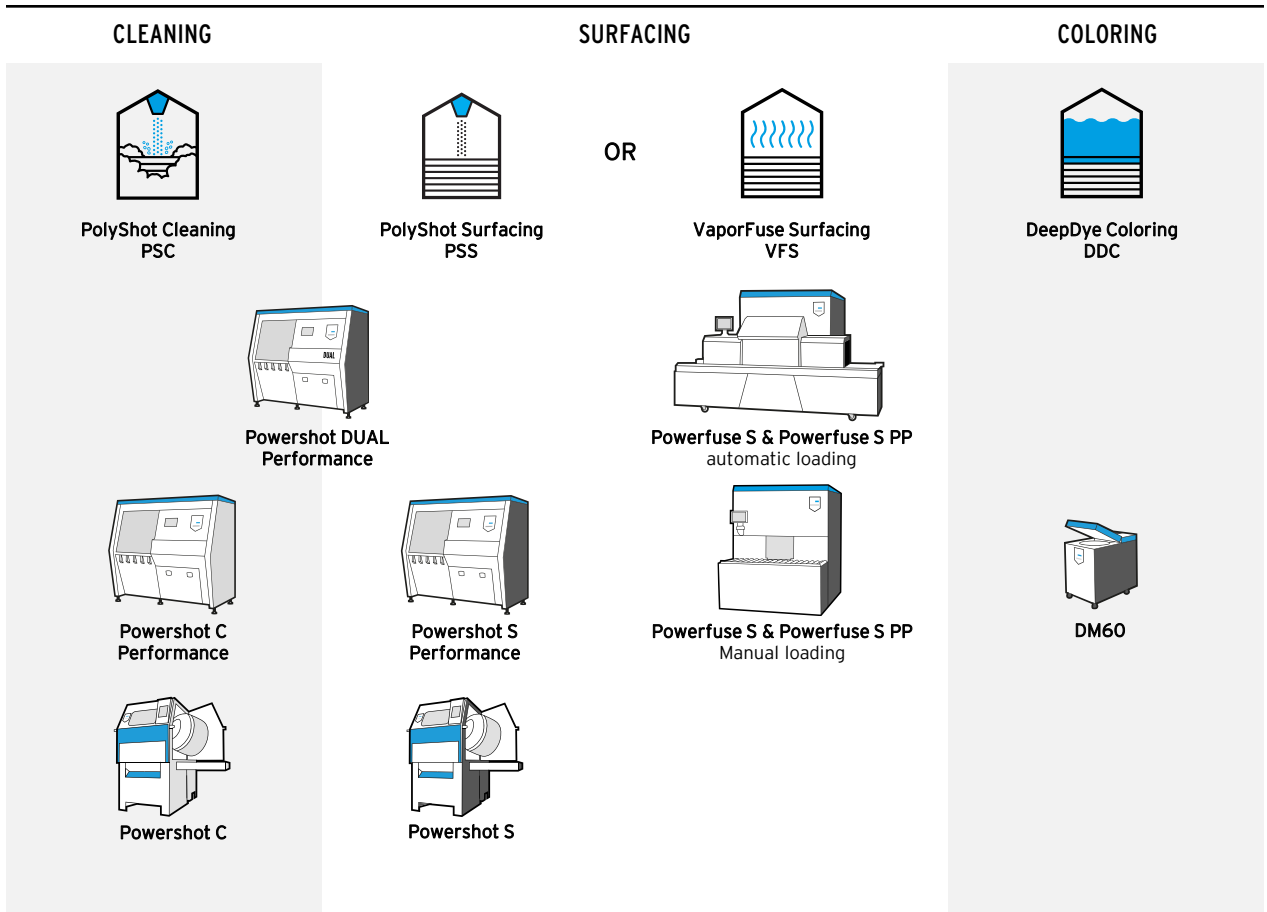 CLEANING
SURFACING
COLORING
OR
PolyShot Cleaning
PSC
PolyShot Surfacing
PSS
VaporFuse Surfacing
VFS
DeepDye Coloring
DDC
DUAL
Powershot DUAL
Performance
Powerfuse S & Powerfuse S PP
automatic loading
Powershot C
Performance
Powershot S
Performance
Powerfuse S & Powerfuse S PP
Manual loading
DM60
Powershot C
Powershot S